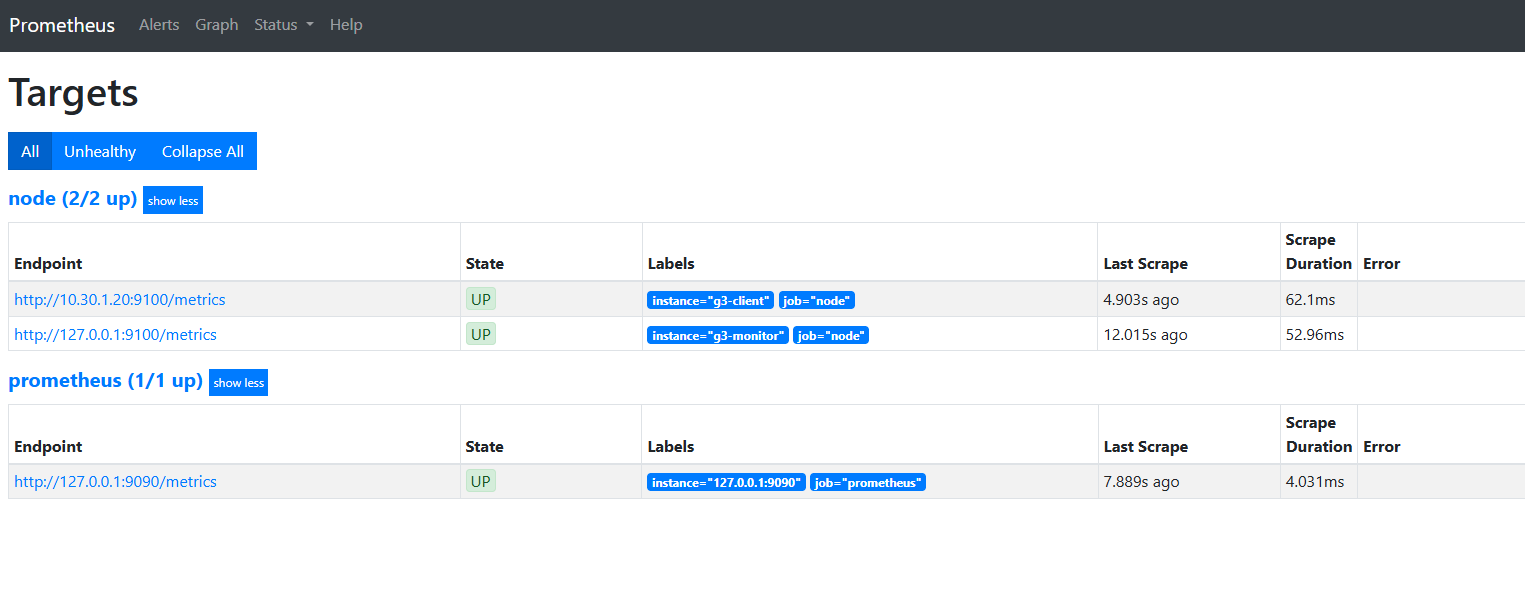 Prometheus Alerts Graph Status Help
Targets
All Unhealthy Collapse All
node (2/2 up) show less
Endpoint State Labels Last Scrape Scrape Duration Error
http://10.30.1.20:9100/metrics UP instance="g3-client" job="node" 4.903s ago 62.1ms
http://127.0.0.1:9100/metrics UP instance="g3-monitor" job="node" 12.015s ago 52.96ms
prometheus (1/1 up) show less
Endpoint State Labels Last Scrape Scrape Duration Error
http://127.0.0.1:9090/metrics UP instance="127.0.0.1:9090" job="prometheus" 7.889s ago 4.031ms